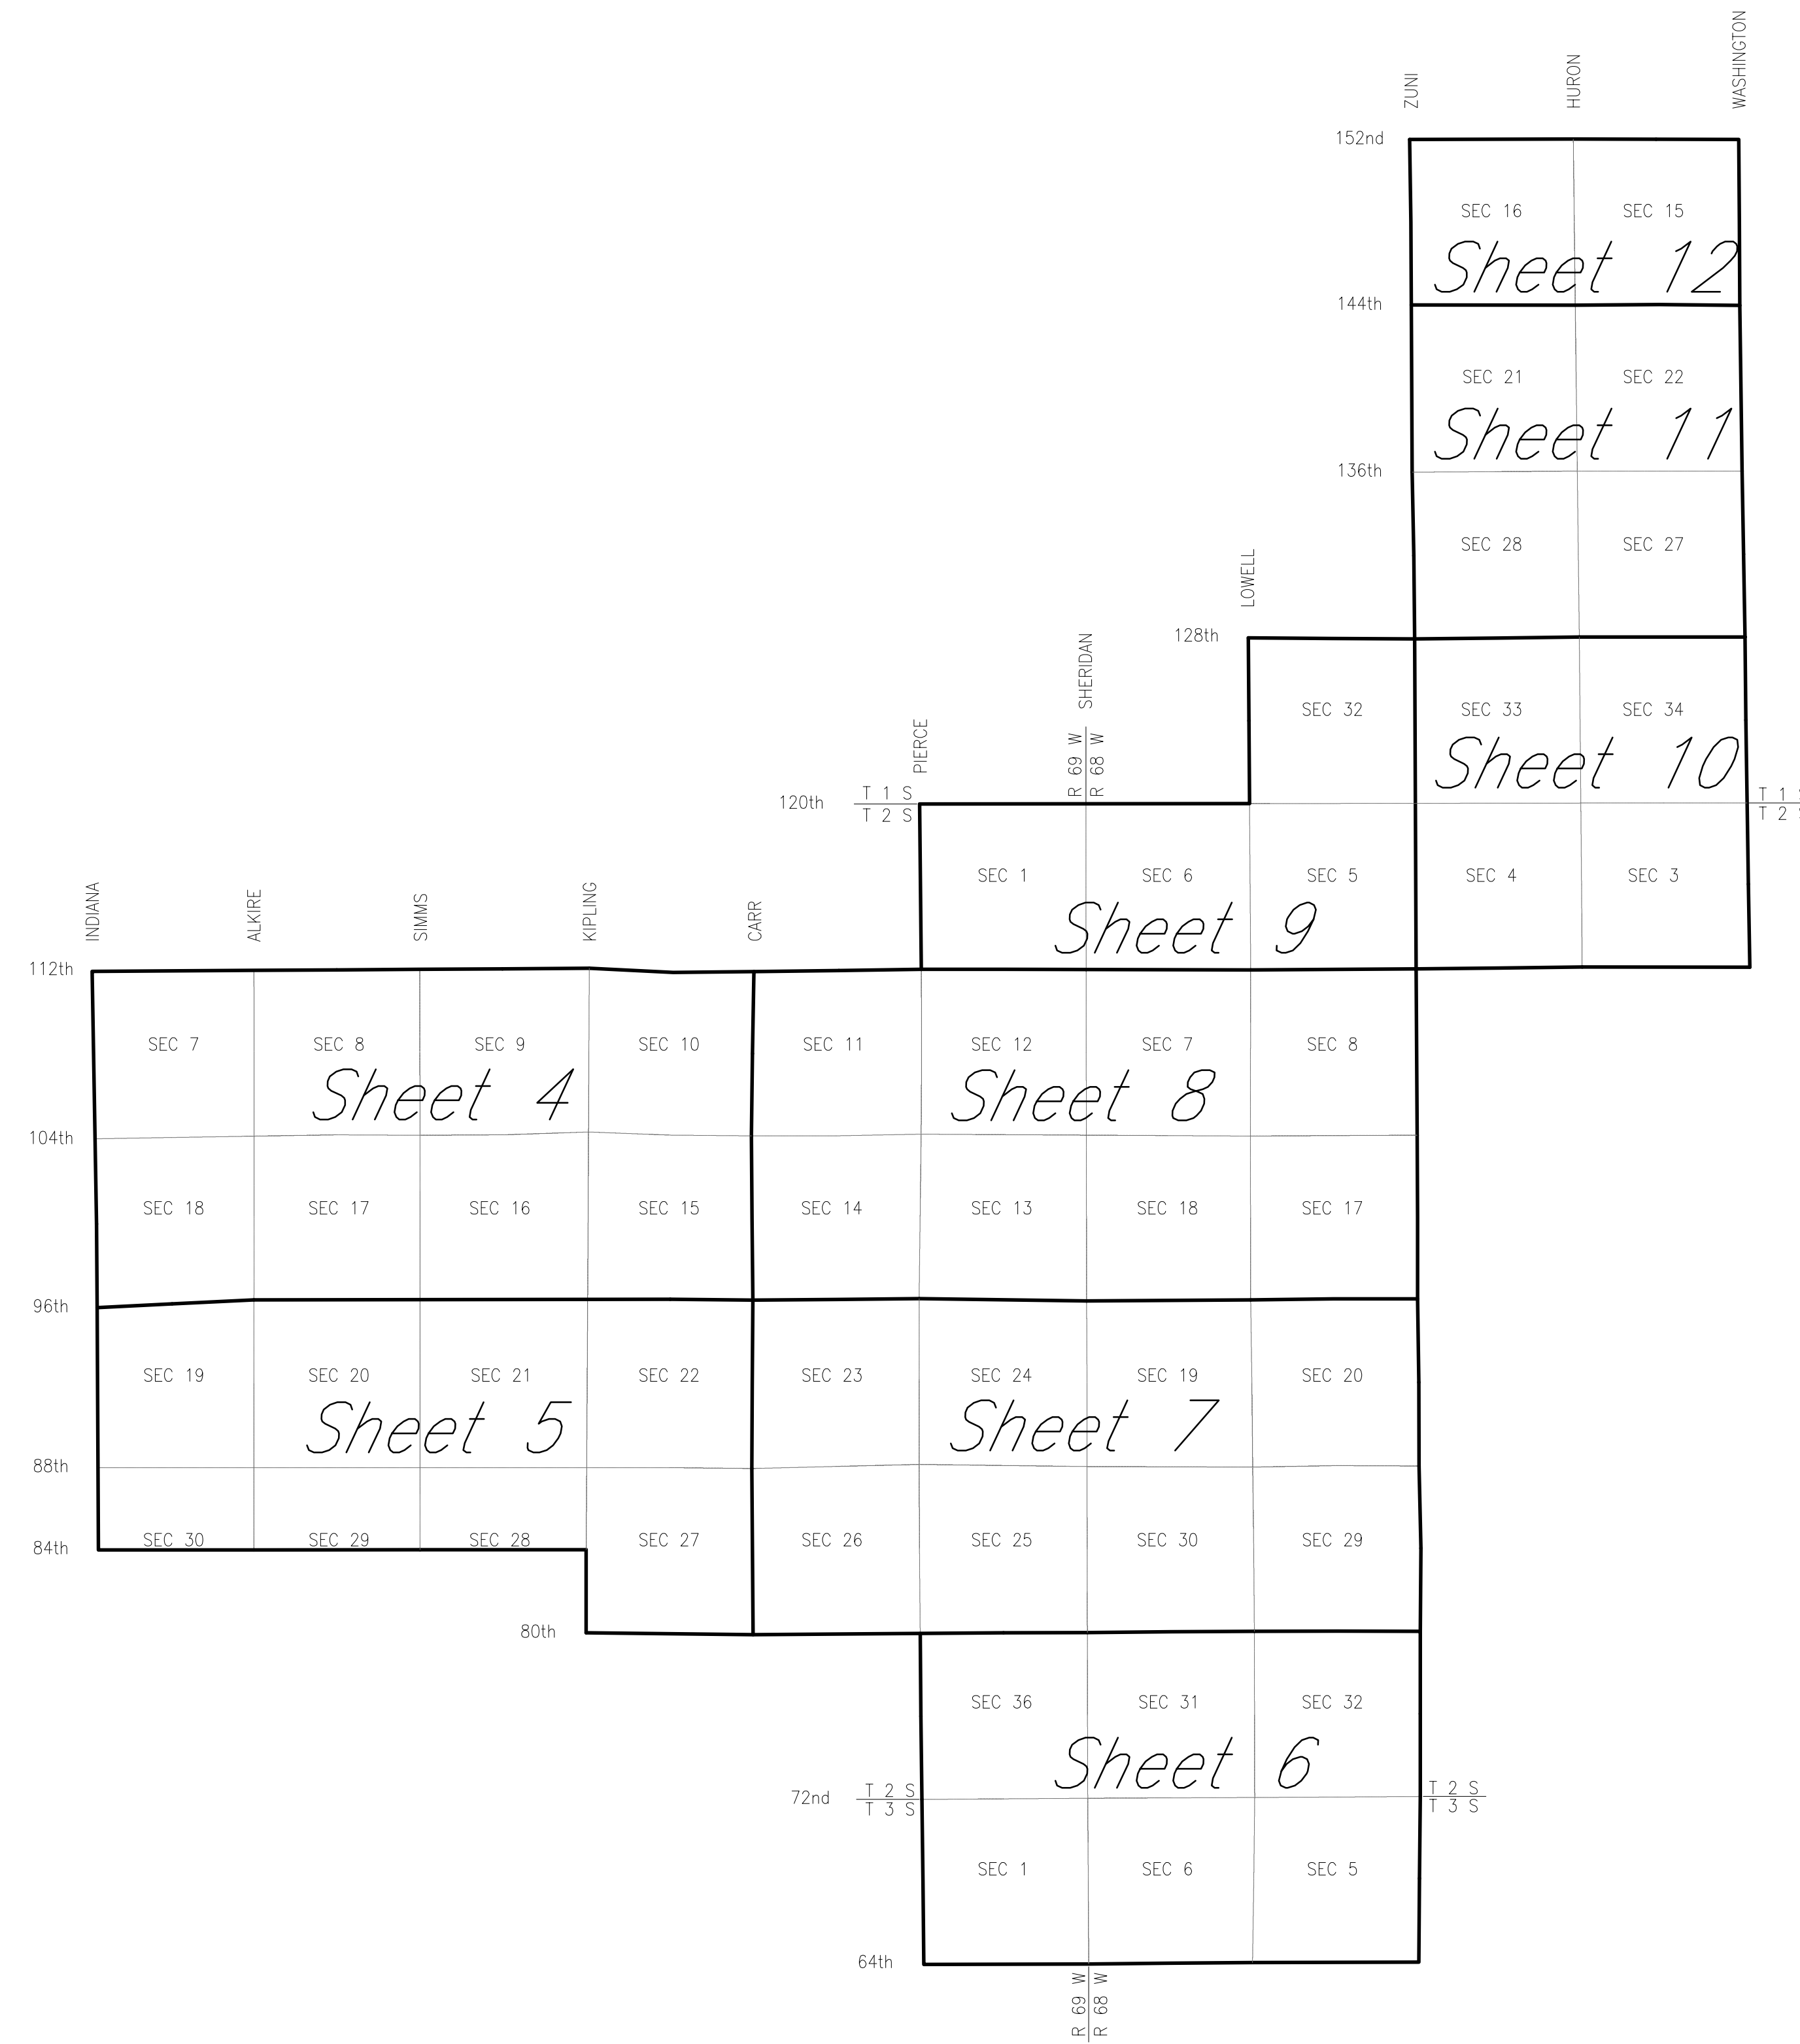 WASHINGTON
HURON
ZUNI
152nd
SEC 16 SEC 15
Sheet 12
144th
SEC 21 SEC 22
Sheet 11
136th
SEC 28 SEC 27
LOWELL
128th
SHERIDAN
SEC 32 SEC 33 SEC 34
PIERCE
R 69 W
R 68 W
Sheet 10
120th
T 1 S
T 2 S
T 1 S
T 2 S
SEC 1 SEC 6 SEC 5 SEC 4 SEC 3
Sheet 9
INDIANA
ALKIRE
SIMMS
KIPLING
CARR
112th
SEC 7 SEC 8 SEC 9 SEC 10 SEC 11 SEC 12 SEC 7 SEC 8
Sheet 4 Sheet 8
104th
SEC 18 SEC 17 SEC 16 SEC 15 SEC 14 SEC 13 SEC 18 SEC 17
96th
SEC 19 SEC 20 SEC 21 SEC 22 SEC 23 SEC 24 SEC 19 SEC 20
Sheet 5 Sheet 7
88th
SEC 30 SEC 29 SEC 28 SEC 27 SEC 26 SEC 25 SEC 30 SEC 29
84th
80th
SEC 36 SEC 31 SEC 32
Sheet 6
72nd
T 2 S
T 3 S
T 2 S
T 3 S
SEC 1 SEC 6 SEC 5
64th
R 69 W
R 68 W